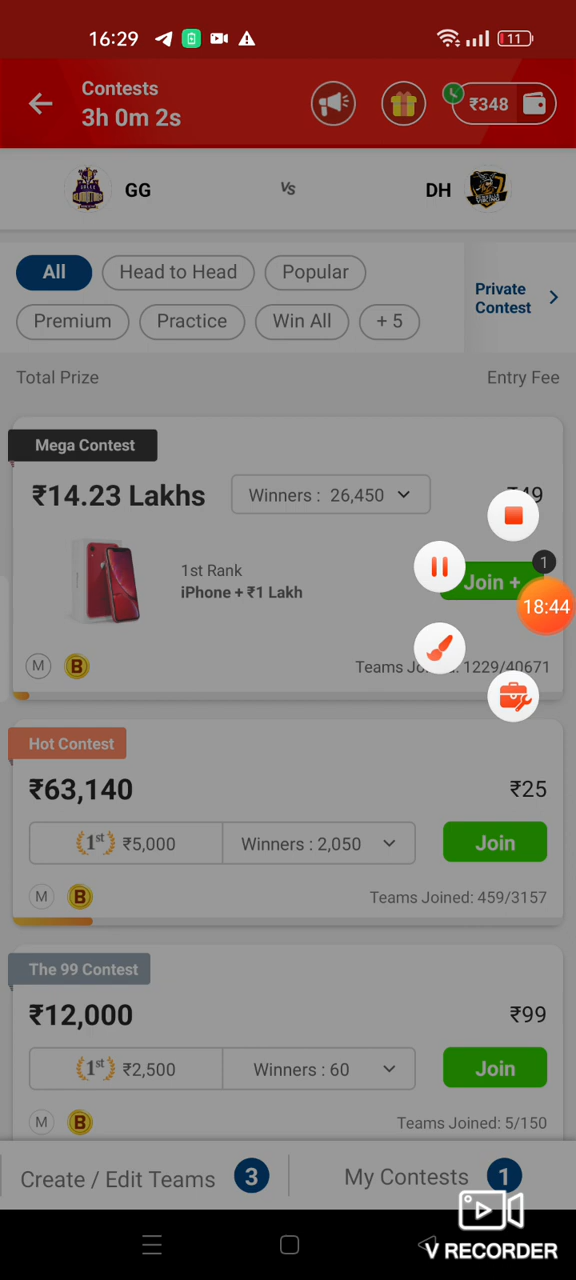 16:29
11
Contests
3h 0m 2s
₹348
GG
Vs
DH
All
Head to Head
Popular
Premium
Practice
Win All
+ 5
Private
Contest
Total Prize
Entry Fee
Mega Contest
₹14.23 Lakhs
Winners : 26,450
1st Rank
iPhone + ₹1 Lakh
1
Join +
18:44
M
B
Teams 1229/40671
Hot Contest
₹63,140
₹25
1st ₹5,000
Winners : 2,050
Join
M
B
Teams Joined: 459/3157
The 99 Contest
₹12,000
₹99
1st ₹2,500
Winners : 60
Join
M
B
Teams Joined: 5/150
Create / Edit Teams 3
My Contests 1
V RECORDER